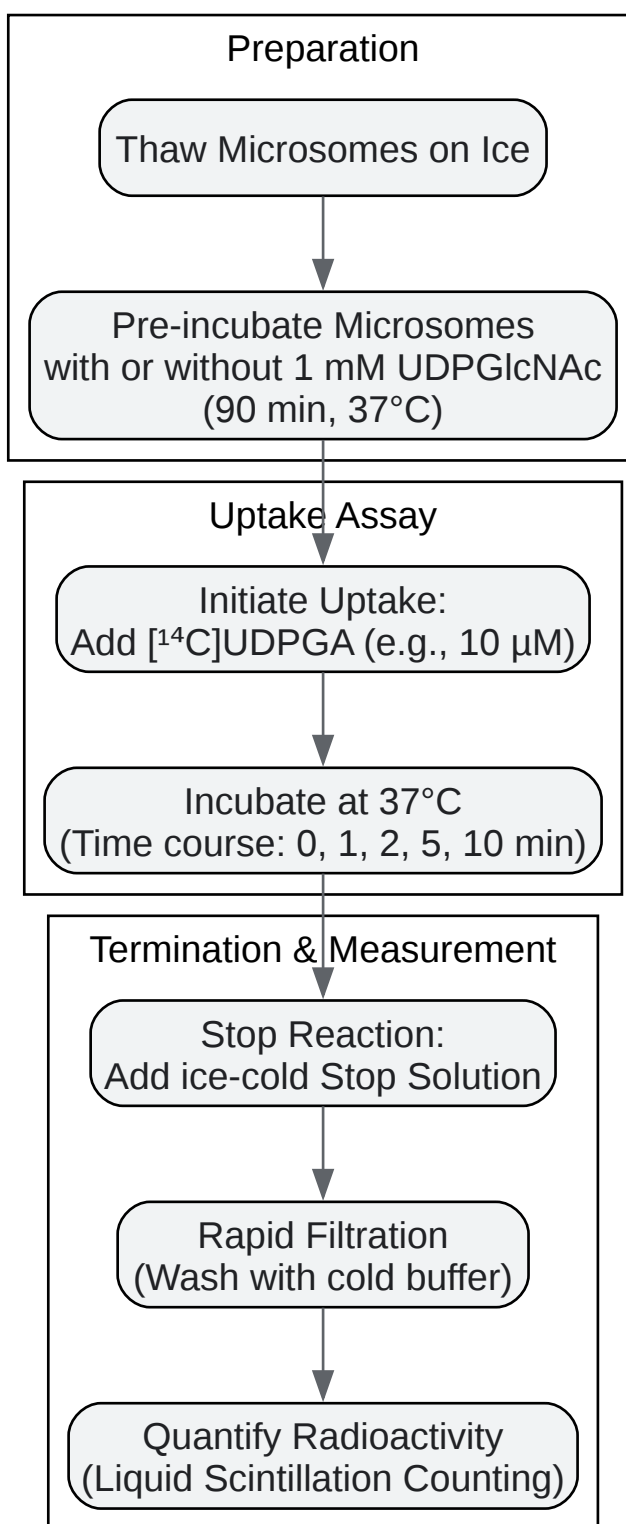 Preparation
Thaw Microsomes on Ice
Pre-incubate Microsomes
with or without 1 mM UDPGlcNAc
(90 min, 37°C)
Uptake Assay
Initiate Uptake:
Add [¹⁴C]UDPGA (e.g., 10 µM)
Incubate at 37°C
(Time course: 0, 1, 2, 5, 10 min)
Termination & Measurement
Stop Reaction:
Add ice-cold Stop Solution
Rapid Filtration
(Wash with cold buffer)
Quantify Radioactivity
(Liquid Scintillation Counting)